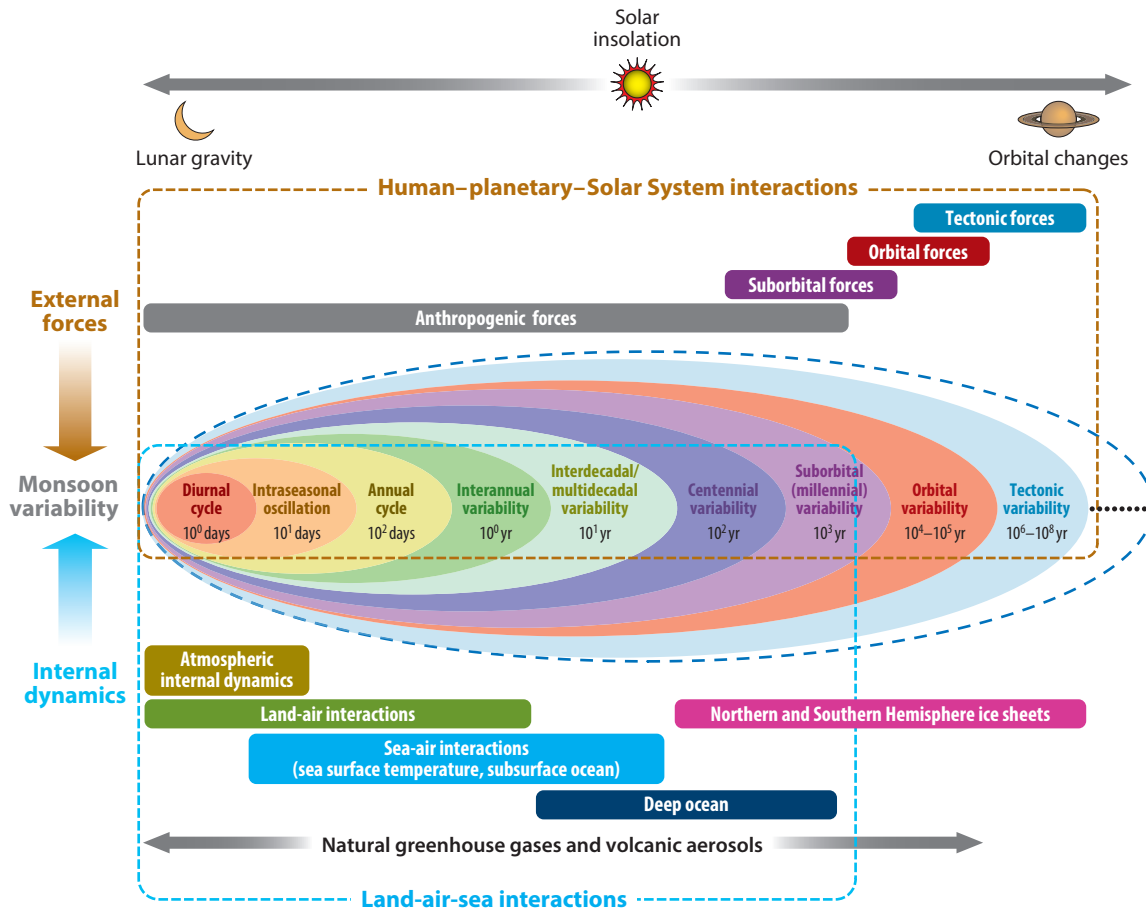 Solar
insolation
Lunar gravity
Orbital changes
Human–planetary–Solar System interactions
Tectonic forces
Orbital forces
Suborbital forces
Anthropogenic forces
External
forces
Monsoon
variability
Internal
dynamics
Diurnal
cycle
10⁰ days
Intraseasonal
oscillation
10¹ days
Annual
cycle
10² days
Interannual
variability
10⁰ yr
Interdecadal/
multidecadal
variability
10¹ yr
Centennial
variability
10² yr
Suborbital
(millennial)
variability
10³ yr
Orbital
variability
10⁴–10⁵ yr
Tectonic
variability
10⁶–10⁸ yr
Atmospheric
internal dynamics
Land-air interactions
Northern and Southern Hemisphere ice sheets
Sea-air interactions
(sea surface temperature, subsurface ocean)
Deep ocean
Natural greenhouse gases and volcanic aerosols
Land-air-sea interactions